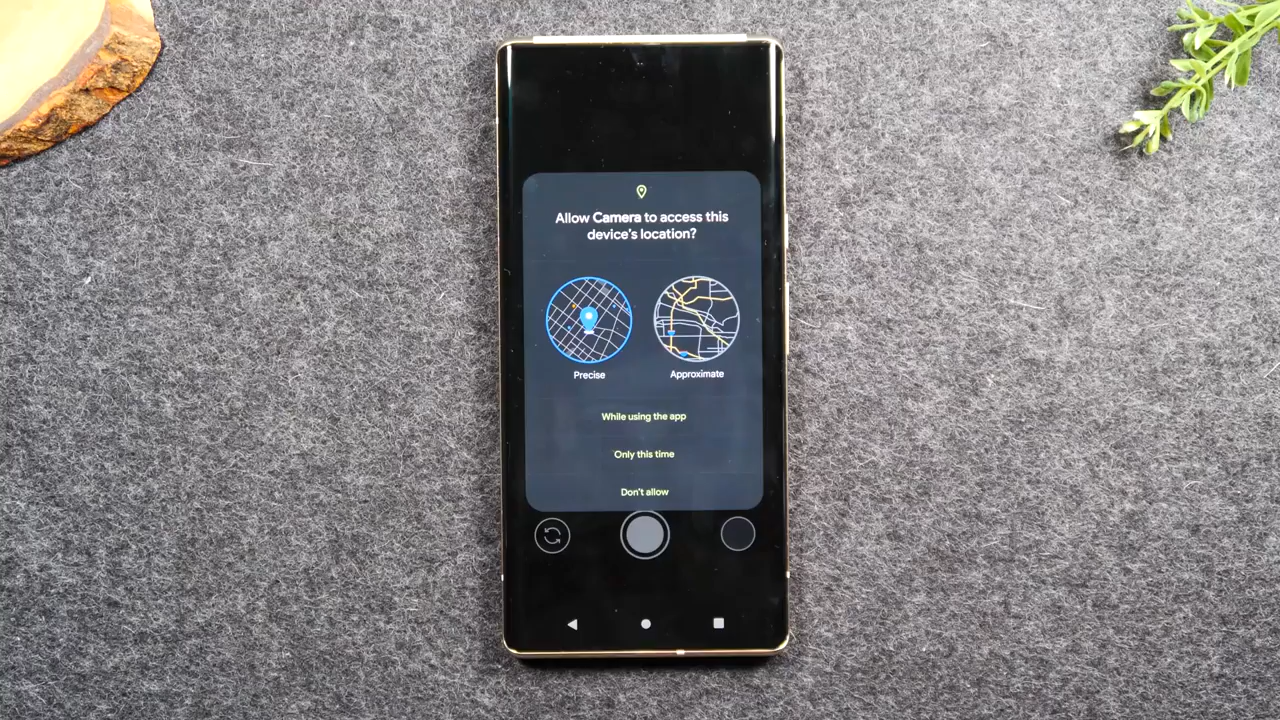 Allow Camera to access this
device's location?
Precise
Approximate
While using the app
Only this time
Don't allow